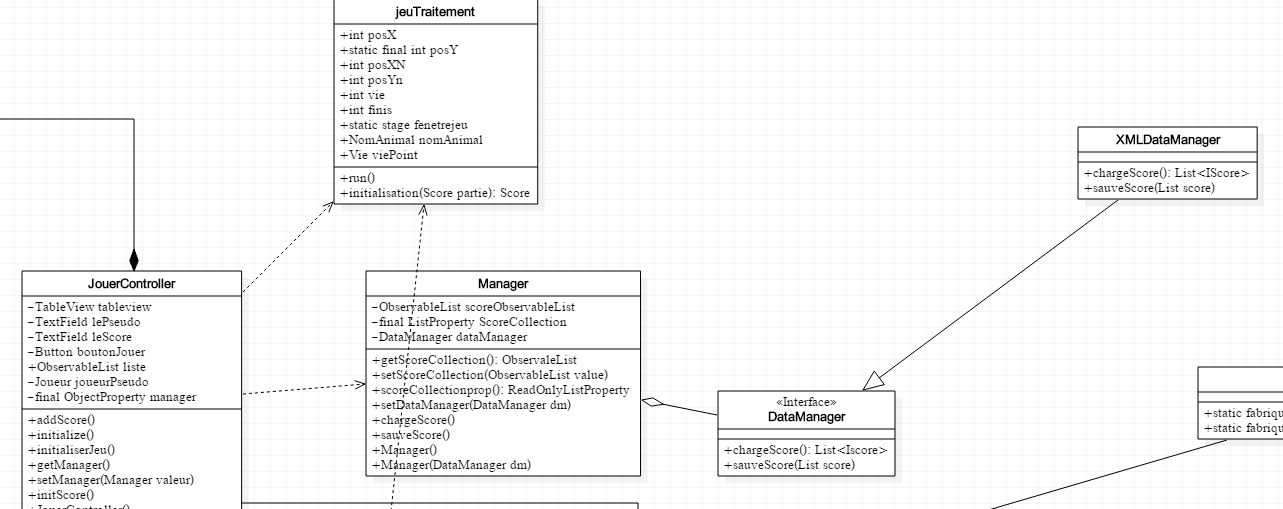 jeuTraitement
+int posX
+static final int posY
+int posXN
+int posYn
+int vie
+int finis
+static stage fenetrejeu
+NomAnimal nomAnimal
+Vie viePoint
+run()
+initialisation(Score partie): Score
XMLDataManager
+chargeScore(): List<IScore>
+sauveScore(List score)
JouerController
-TableView tableview
-TextField lePseudo
-TextField leScore
-Button boutonJouer
+ObservableList liste
-Joueur joueurPseudo
-final ObjectProperty manager
+addScore()
+initialize()
+initialiserJeu()
+getManager()
+setManager(Manager valeur)
+initScore()
+JouerController()
Manager
-ObservableList scoreObservableList
-final ListProperty ScoreCollection
-DataManager dataManager
+getScoreCollection(): ObservaleList
+setScoreCollection(ObservableList value)
+scoreCollectionprop(): ReadOnlyListProperty
+setDataManager(DataManager dm)
+chargeScore()
+sauveScore()
+Manager()
+Manager(DataManager dm)
«Interface»
DataManager
+chargeScore(): List<Iscore>
+sauveScore(List score)
+static fabriqu
+static fabriqu